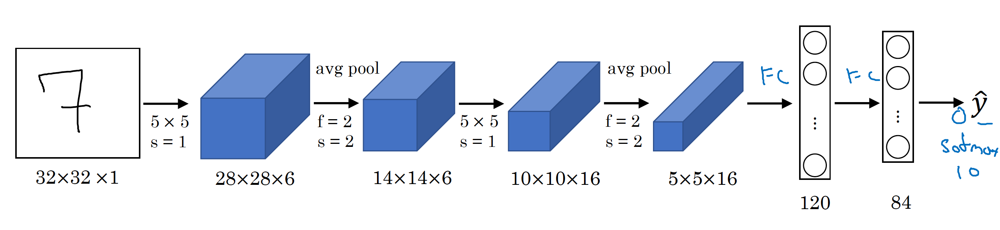 7
32×32 ×1
5 × 5
s = 1
28×28×6
avg pool
f = 2
s = 2
14×14×6
5 × 5
s = 1
10×10×16
avg pool
f = 2
s = 2
5×5×16
FC
⋮
120
FC
⋮
84
ŷ
softmax
10